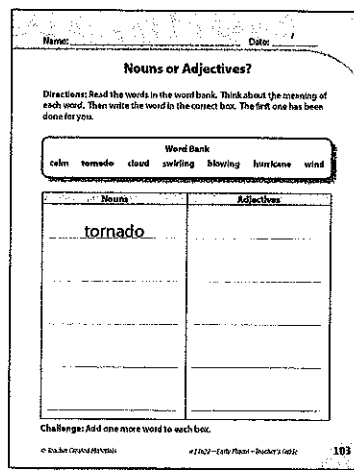 Name: Date:
Nouns or Adjectives?
Directions: Read the words in the word bank. Think about the meaning of
each word. Then write the word in the correct box. The first one has been
done for you.
Word Bank
calm tornado cloud swirling blowing hurricane wind
Nouns Adjectives
tornado
Challenge: Add one more word to each box.
© Teacher Created Materials —Early Fluent—Teacher's Guide 103